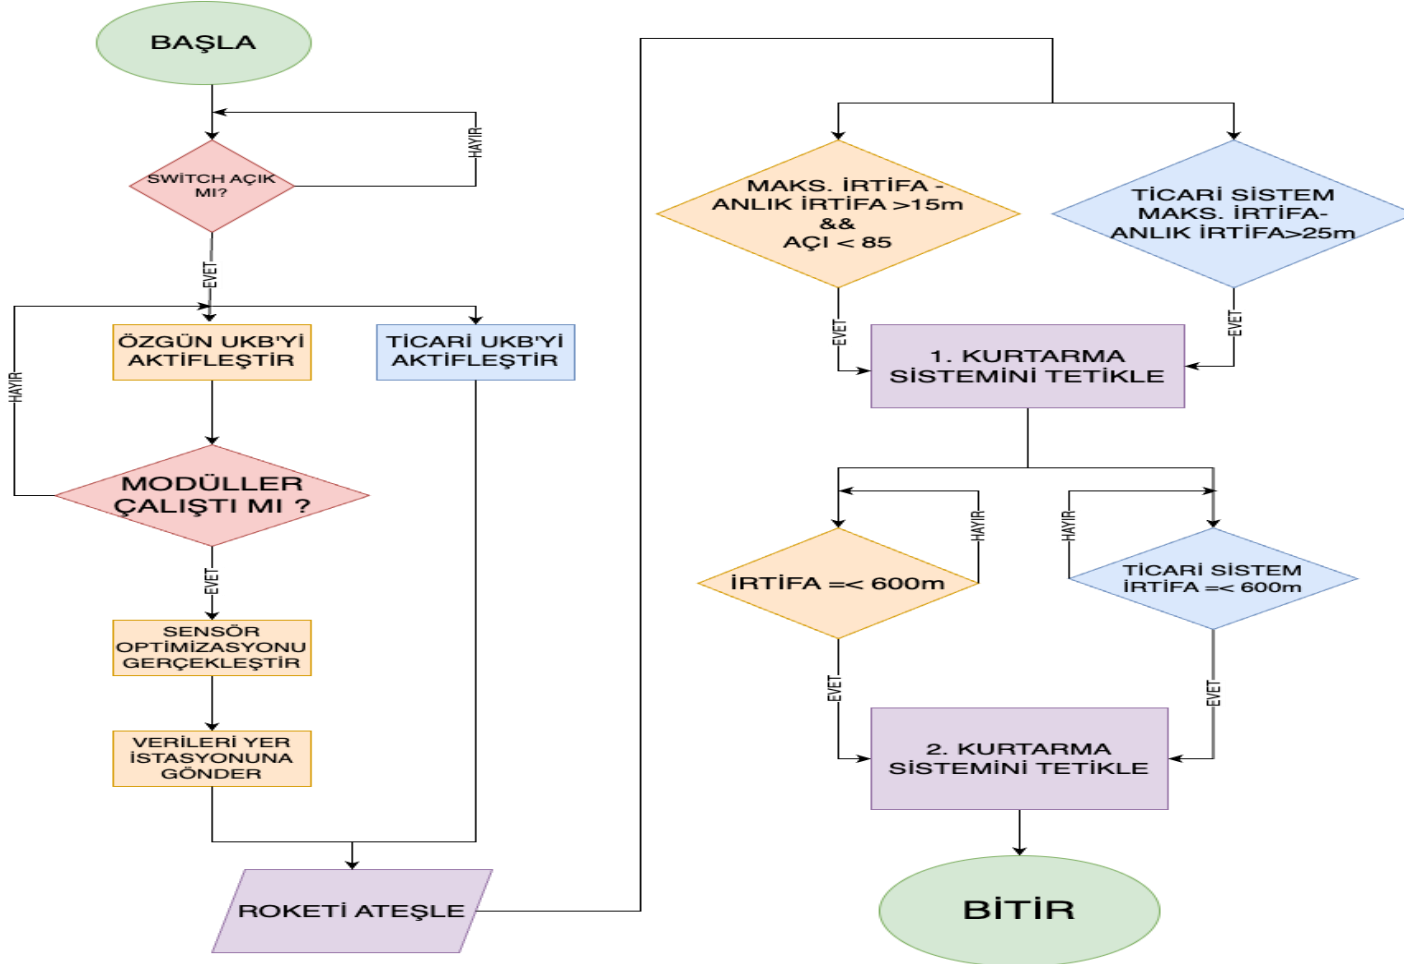 BAŞLA
HAYIR
SWİTCH AÇIK
MI?
EVET
ÖZGÜN UKB'Yİ
AKTİFLEŞTİR
TİCARİ UKB'Yİ
AKTİFLEŞTİR
HAYIR
MODÜLLER
ÇALIŞTI MI ?
EVET
SENSÖR
OPTİMİZASYONU
GERÇEKLEŞTİR
VERİLERİ YER
İSTASYONUNA
GÖNDER
ROKETİ ATEŞLE
MAKS. İRTİFA -
ANLIK İRTİFA >15m
&&
AÇI < 85
TİCARİ SİSTEM
MAKS. İRTİFA-
ANLIK İRTİFA>25m
EVET
EVET
1. KURTARMA
SİSTEMİNİ TETİKLE
HAYIR
HAYIR
İRTİFA =< 600m
TİCARİ SİSTEM
İRTİFA =< 600m
EVET
EVET
2. KURTARMA
SİSTEMİNİ TETİKLE
BİTİR